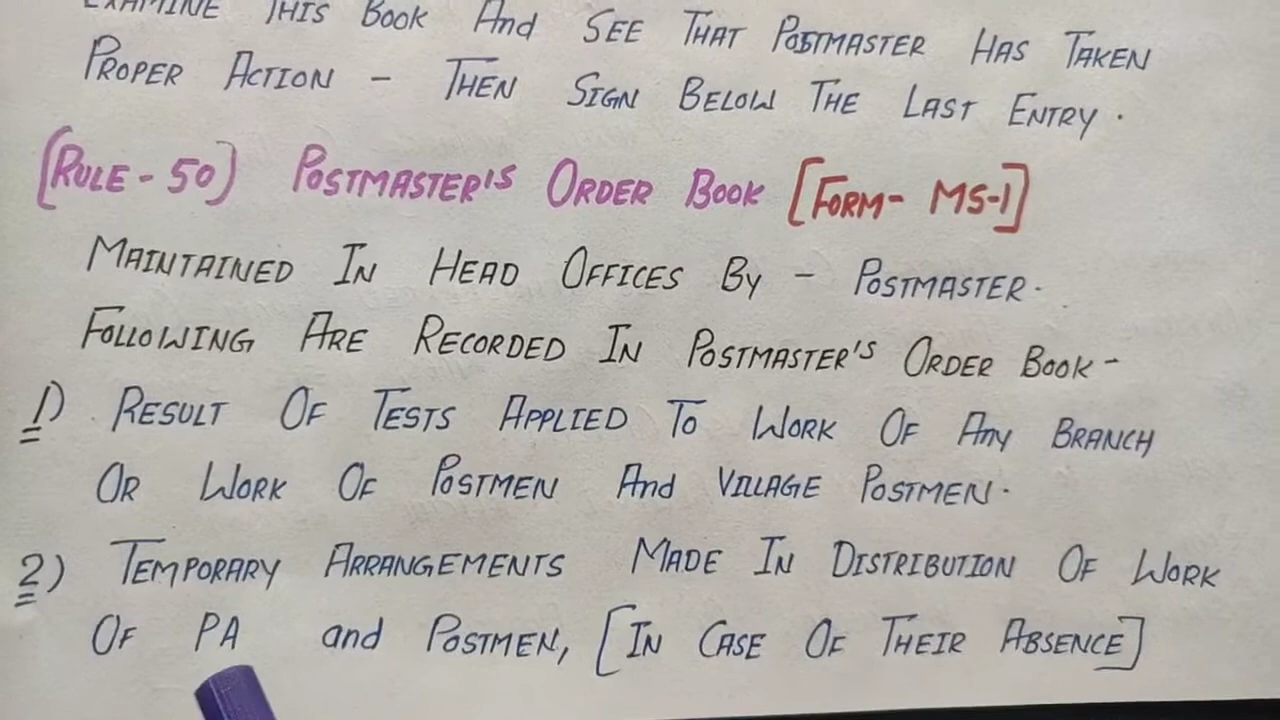 EXAMINE THIS BOOK And SEE THAT POSTMASTER HAS TAKEN
PROPER ACTION - THEN SIGN BELOW THE LAST ENTRY.
[RULE-50] POSTMASTER'S ORDER BOOK [FORM- MS-1]
MAINTAINED IN HEAD OFFICES By - POSTMASTER.
FOLLOWING ARE RECORDED IN POSTMASTER'S ORDER BOOK-
1) RESULT OF TESTS APPLIED TO WORK OF Any BRANCH
OR WORK OF POSTMEN And VILLAGE POSTMEN.
2) TEMPORARY ARRANGEMENTS MADE IN DISTRIBUTION OF WORK
OF PA and POSTMEN, [IN CASE OF THEIR ABSENCE]